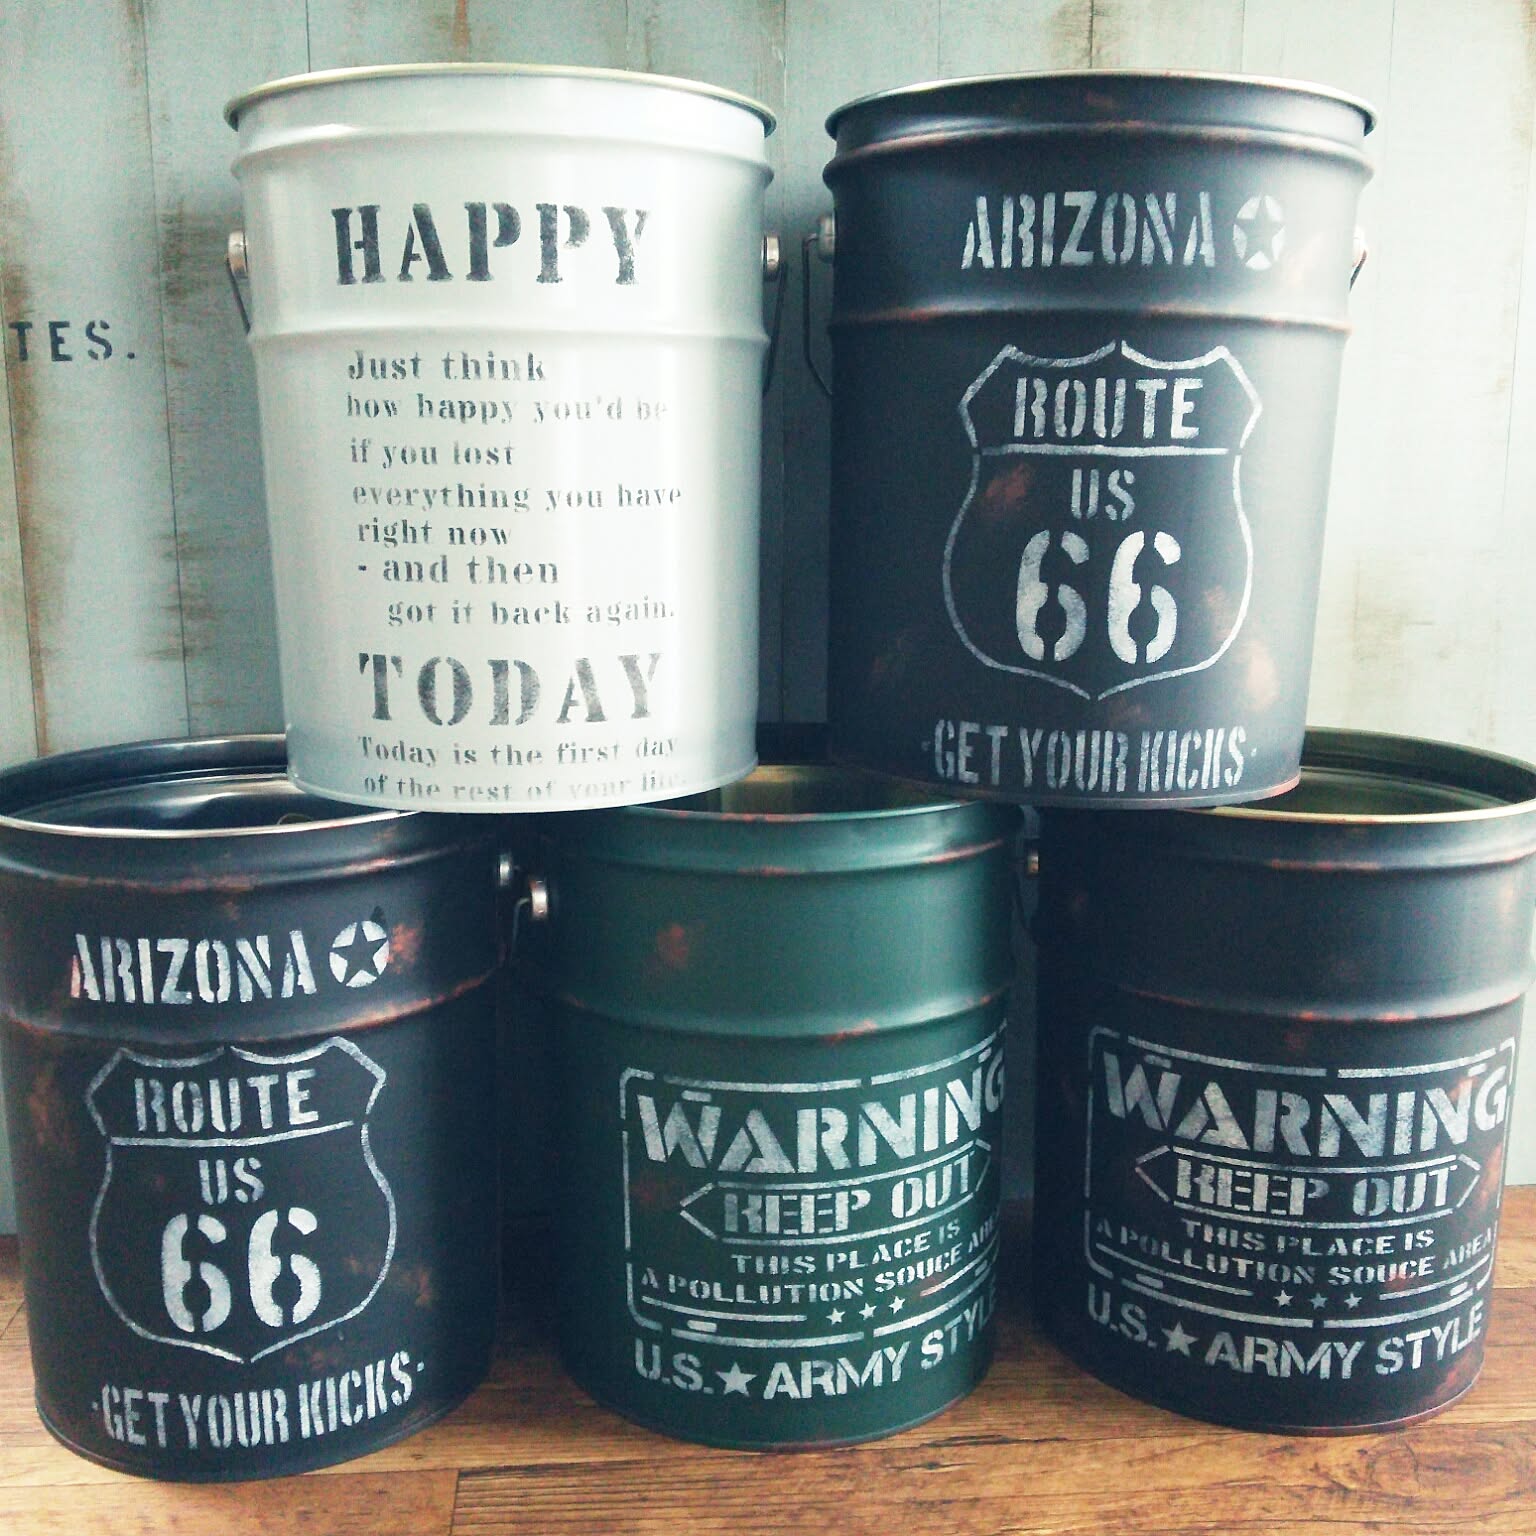 TES.
HAPPY
Just think
how happy you'd be
if you lost
everything you have
right now
- and then
got it back again.
TODAY
Today is the first day
of the rest of your life.
ARIZONA
ROUTE
US
66
-GET YOUR KICKS-
ARIZONA
ROUTE
US
66
-GET YOUR KICKS-
WARNING
KEEP OUT
THIS PLACE IS
A POLLUTION SOUCE AREA
U.S.★ARMY STYLE
WARNING
KEEP OUT
THIS PLACE IS
A POLLUTION SOUCE AREA
U.S.★ARMY STYLE